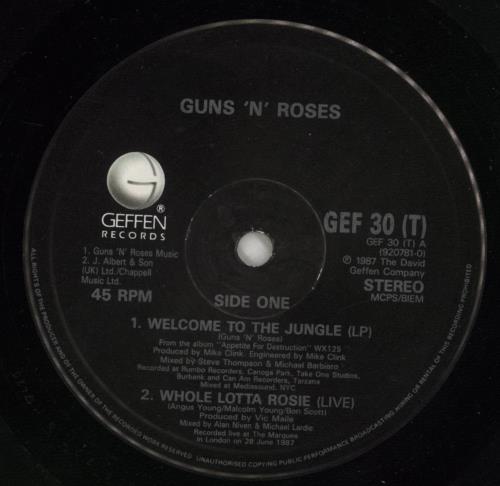 GUNS 'N' ROSES
®
GEFFEN
RECORDS
GEF 30 (T)
GEF 30 (T) A
(920781-0)
℗ 1987 The David
Geffen Company
STEREO
MCPS/BIEM
1. Guns 'N' Roses Music
2. J. Albert & Son
(UK) Ltd./Chappell
Music Ltd.
45 RPM
SIDE ONE
1. WELCOME TO THE JUNGLE (LP)
(Guns 'N' Roses)
From the album "Appetite For Destruction" WX125
Produced by Mike Clink. Engineered by Mike Clink
Mixed by Steve Thompson & Michael Barbiero
Recorded at Rumbo Recorders, Canoga Park, Take One Studios,
Burbank and Can Am Recorders, Tarzana
Mixed at Mediasound, NYC
2. WHOLE LOTTA ROSIE (LIVE)
(Angus Young/Malcolm Young/Bon Scott)
Produced by Vic Maile
Mixed by Alan Niven & Michael Lardie
Recorded live at The Marquee
in London on 28 June 1987
ALL RIGHTS OF THE PRODUCER AND OF THE OWNER OF THE RECORDED WORK RESERVED UNAUTHORISED COPYING PUBLIC PERFORMANCE BROADCASTING HIRING OR RENTAL OF THIS RECORDING PROHIBITED